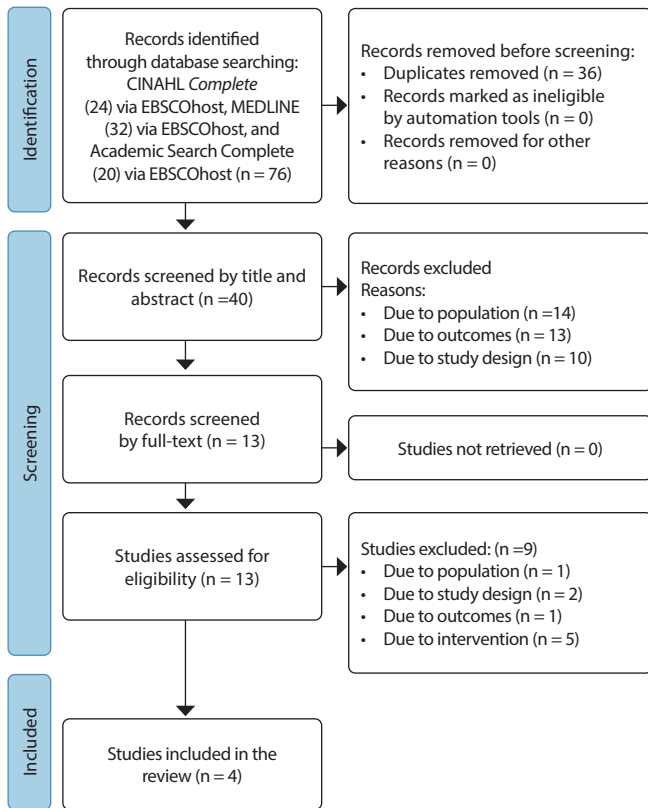 Identification
Records identified
through database searching:
CINAHL Complete
(24) via EBSCOhost, MEDLINE
(32) via EBSCOhost, and
Academic Search Complete
(20) via EBSCOhost (n = 76)
Records removed before screening:
• Duplicates removed (n = 36)
• Records marked as ineligible
by automation tools (n = 0)
• Records removed for other
reasons (n = 0)
Screening
Records screened by title and
abstract (n =40)
Records excluded
Reasons:
• Due to population (n =14)
• Due to outcomes (n = 13)
• Due to study design (n = 10)
Records screened
by full-text (n = 13)
Studies not retrieved (n = 0)
Studies assessed for
eligibility (n = 13)
Studies excluded: (n =9)
• Due to population (n = 1)
• Due to study design (n = 2)
• Due to outcomes (n = 1)
• Due to intervention (n = 5)
Included
Studies included in the
review (n = 4)